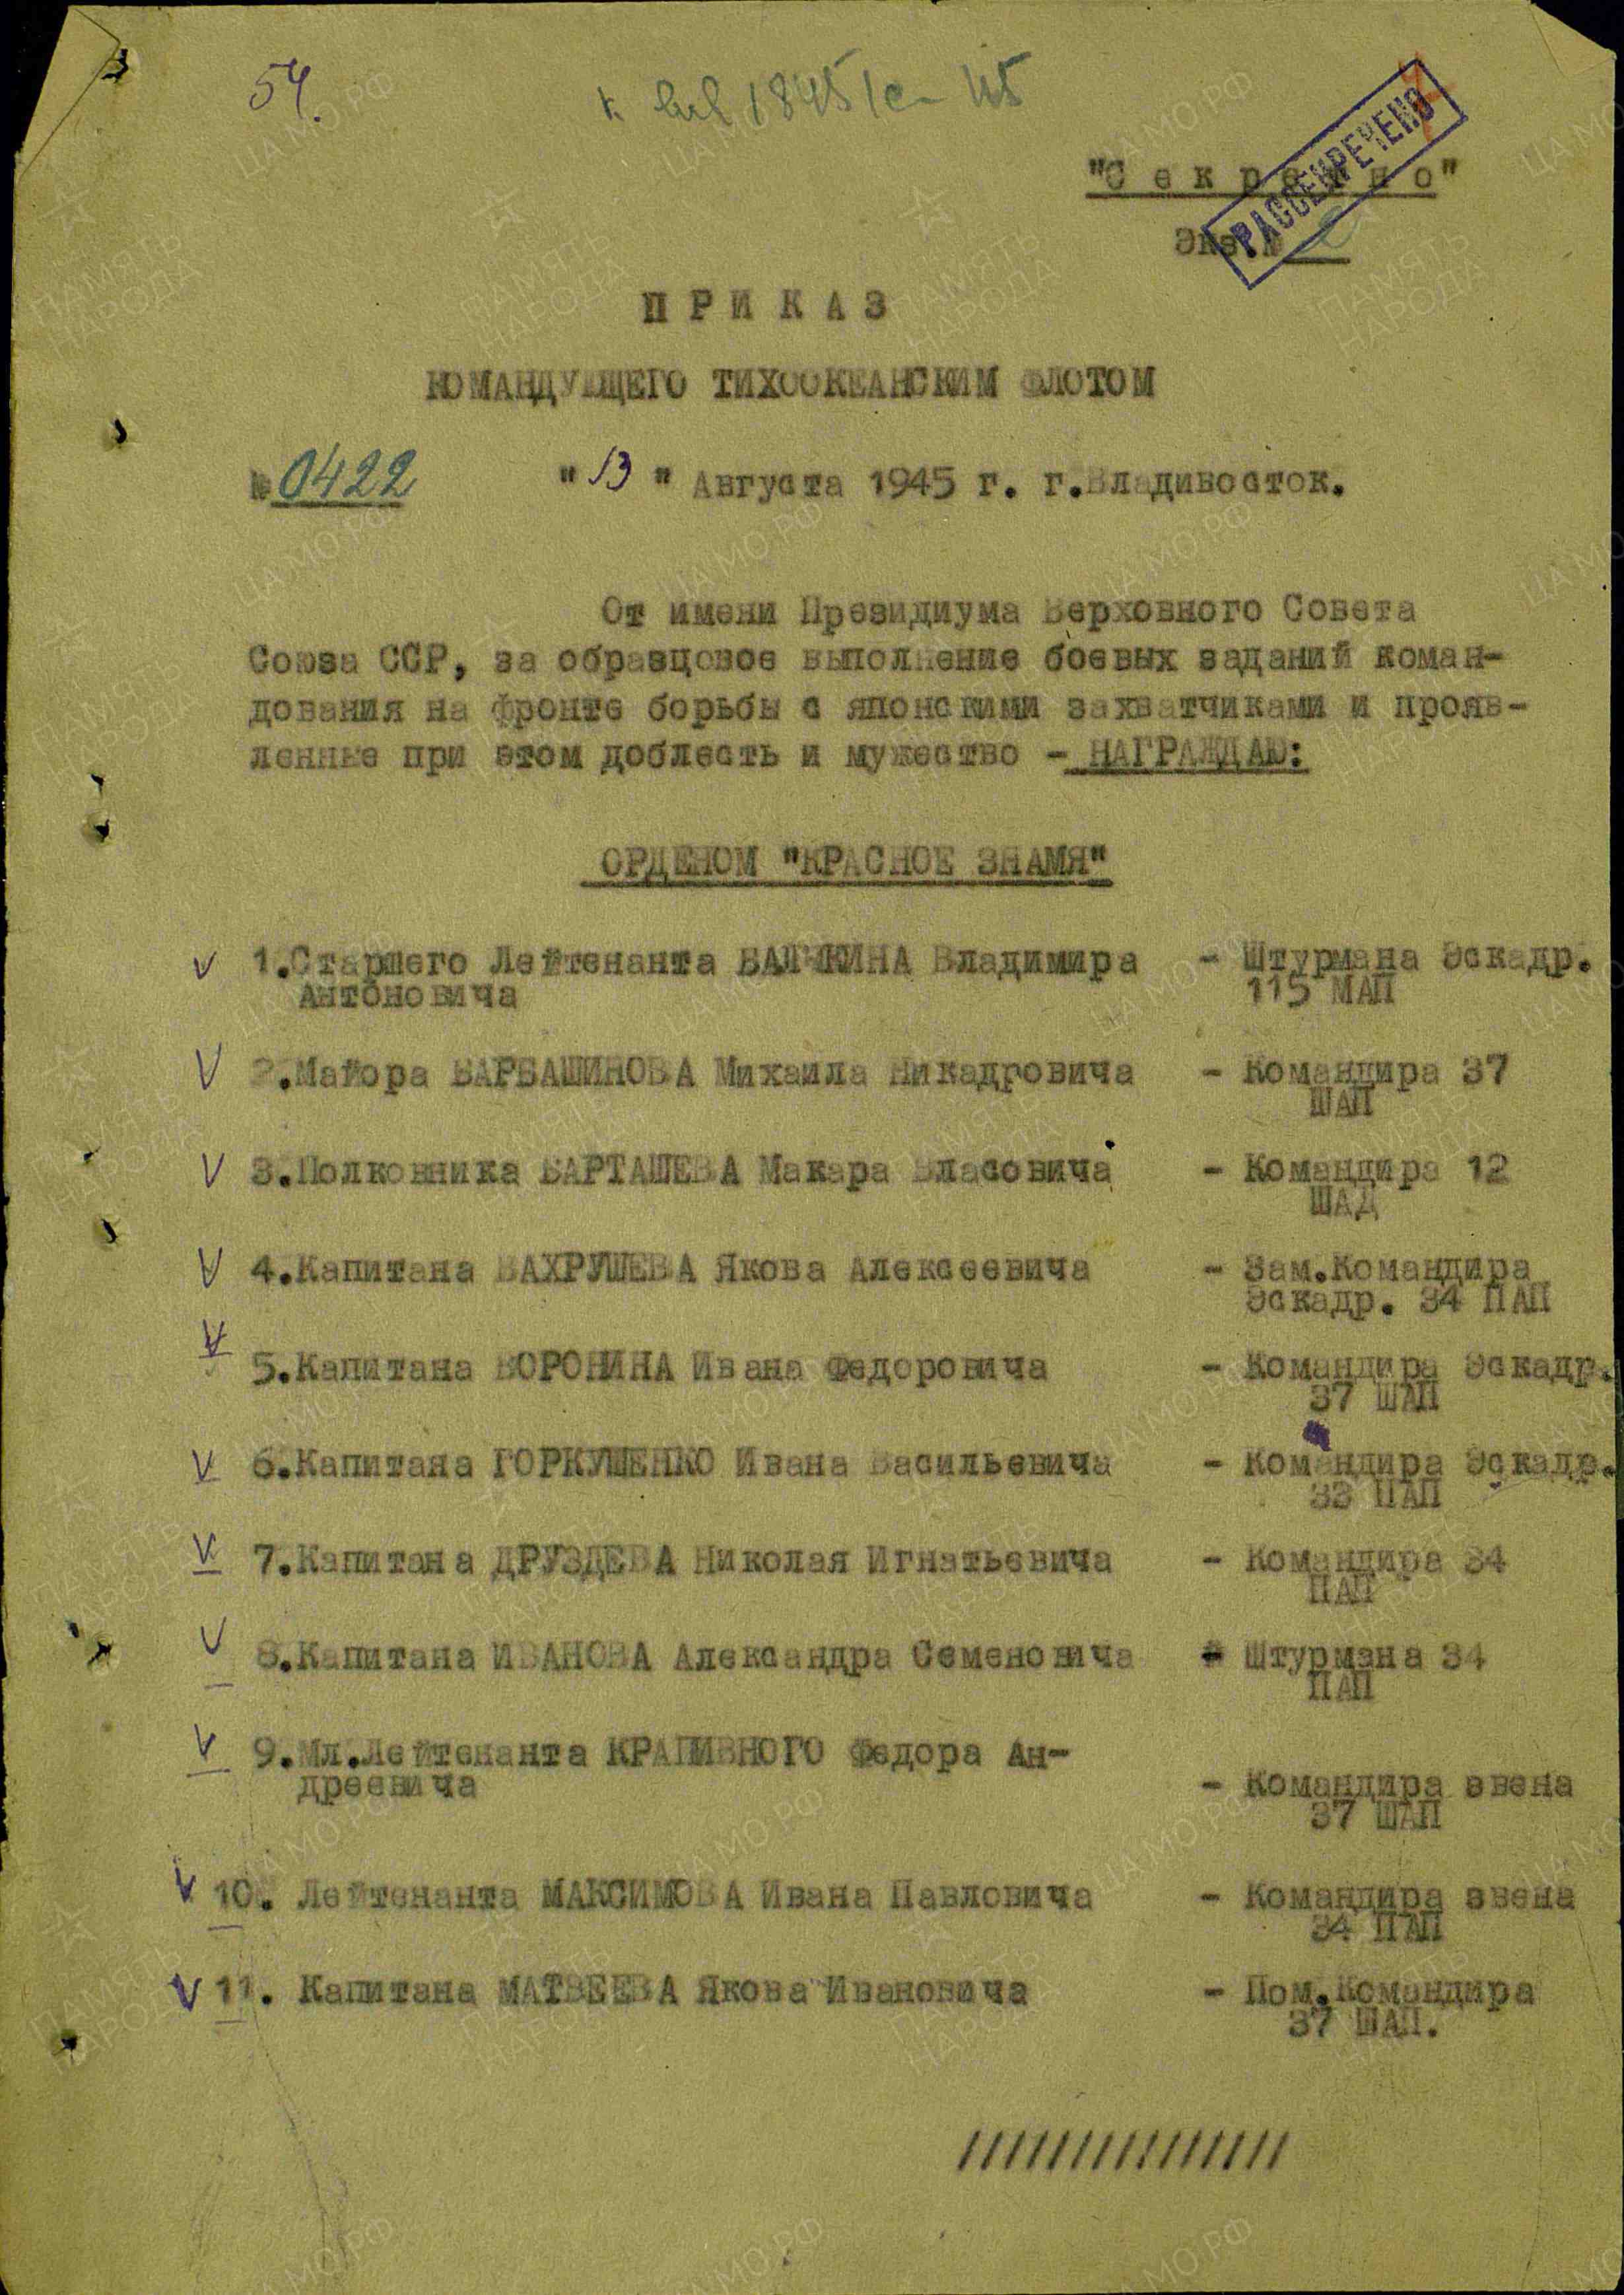 54.
"С е к р е т н о"
РАССЕКРЕЧЕНО
Экз.№
П Р И К А З
КОМАНДУЮЩЕГО ТИХООКЕАНСКИМ ФЛОТОМ
№ 0422 "13" Августа 1945 г. г.Владивосток.
От имени Президиума Верховного Совета
Союза ССР, за образцовое выполнение боевых заданий коман-
дования на фронте борьбы с японскими захватчиками и прояв-
ленные при этом доблесть и мужество - НАГРАЖДАЮ:
ОРДЕНОМ "КРАСНОЕ ЗНАМЯ"
1.Старшего Лейтенанта Владимира - Штурмана Эскадр.
Антоновича 115 МАП
2.Майора БАРБАШИНОВА Михаила Никадровича - Командира 37
ШАП
3.Полковника БАРТАШЕВА Макара Власовича - Командира 12
ШАД
4.Капитана ВАХРУШЕВА Якова Алексеевича - Зам.Командира
Эскадр. 34 ПАП
5.Капитана ВОРОНИНА Ивана Федоровича - Командира Эскадр.
37 ШАП
6.Капитана ГОРКУШЕНКО Ивана Васильевича - Командира Эскадр.
33 ПАП
7.Капитана ДРУЗДЕВА Николая Игнатьевича - Командира 34
ПАП
8.Капитана ИВАНОВА Александра Семеновича - Штурмана 34
ПАП
9.Мл.Лейтенанта КРАПИВНОГО Федора Ан-
дреевича - Командира звена
37 ШАП
10. Лейтенанта МАКСИМОВА Ивана Павловича - Командира звена
34 ПАП
11. Капитана МАТВЕЕВА Якова Ивановича - Пом.Командира
37 ШАП.
///////////////